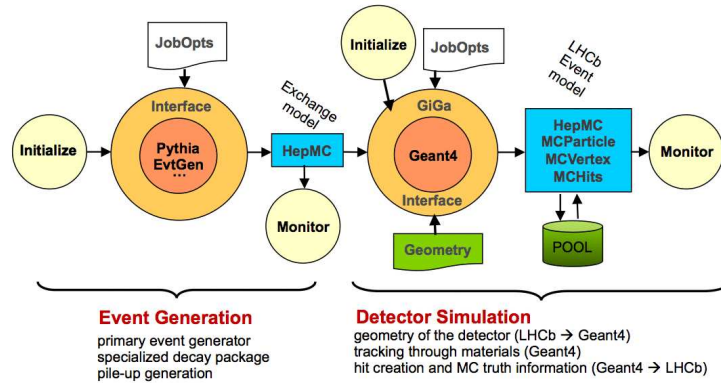 JobOpts
Interface
Initialize
Pythia
EvtGen
...
Exchange
model
HepMC
Monitor
Initialize
JobOpts
GiGa
Geant4
Interface
Geometry
LHCb
Event
model
HepMC
MCParticle
MCVertex
MCHits
Monitor
POOL
Event Generation
primary event generator
specialized decay package
pile-up generation
Detector Simulation
geometry of the detector (LHCb → Geant4)
tracking through materials (Geant4)
hit creation and MC truth information (Geant4 → LHCb)